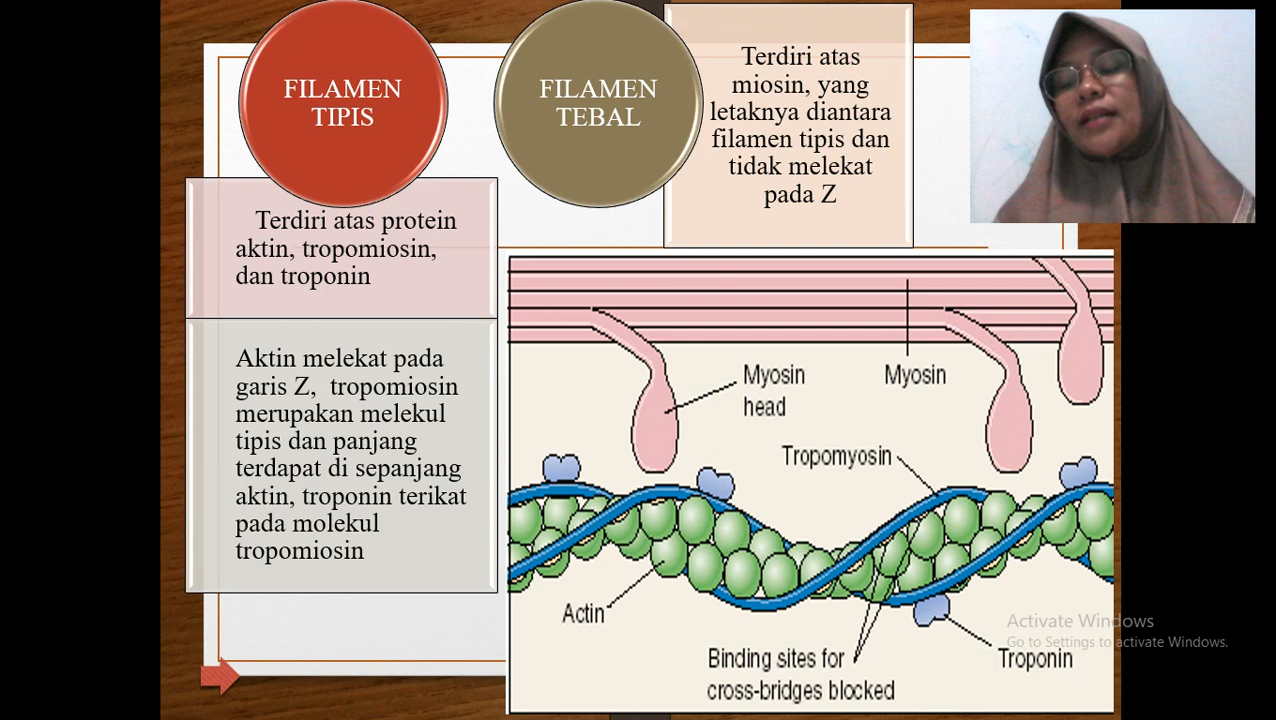 FILAMEN
TIPIS
Terdiri atas protein
aktin, tropomiosin,
dan troponin
Aktin melekat pada
garis Z, tropomiosin
merupakan melekul
tipis dan panjang
terdapat di sepanjang
aktin, troponin terikat
pada molekul
tropomiosin
FILAMEN
TEBAL
Terdiri atas
miosin, yang
letaknya diantara
filamen tipis dan
tidak melekat
pada Z
Myosin
head
Myosin
Tropomyosin
Actin
Binding sites for
cross-bridges blocked
Troponin
Activate Windows
Go to Settings to activate Windows.